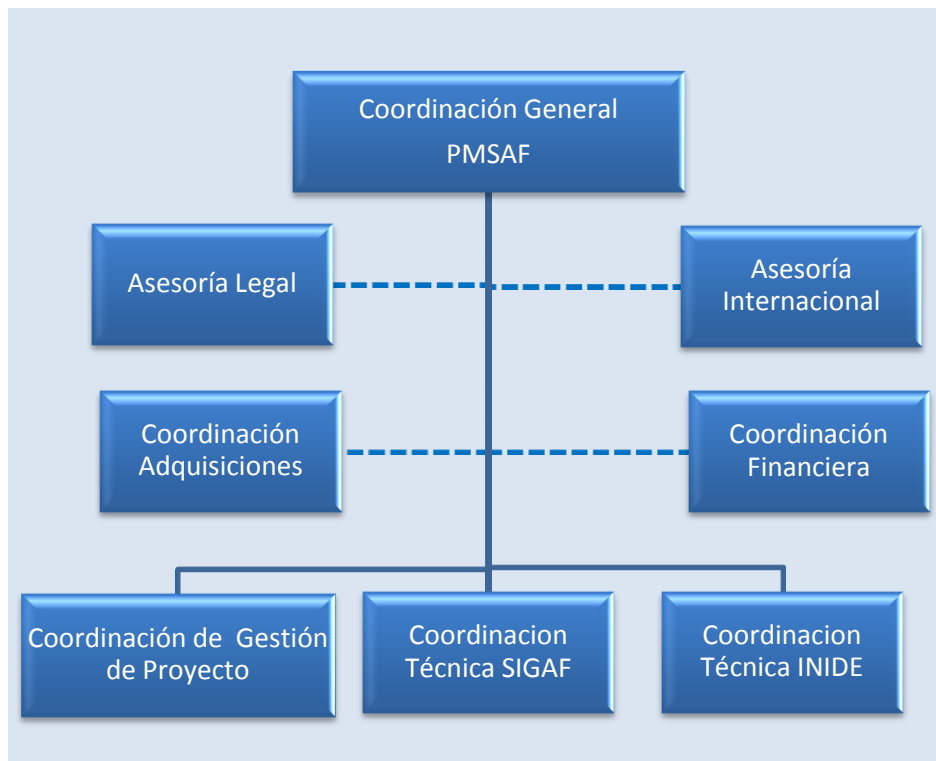 Coordinación General
PMSAF
Asesoría Legal
Asesoría
Internacional
Coordinación
Adquisiciones
Coordinación
Financiera
Coordinación de Gestión
de Proyecto
Coordinacion
Técnica SIGAF
Coordinacion
Técnica INIDE